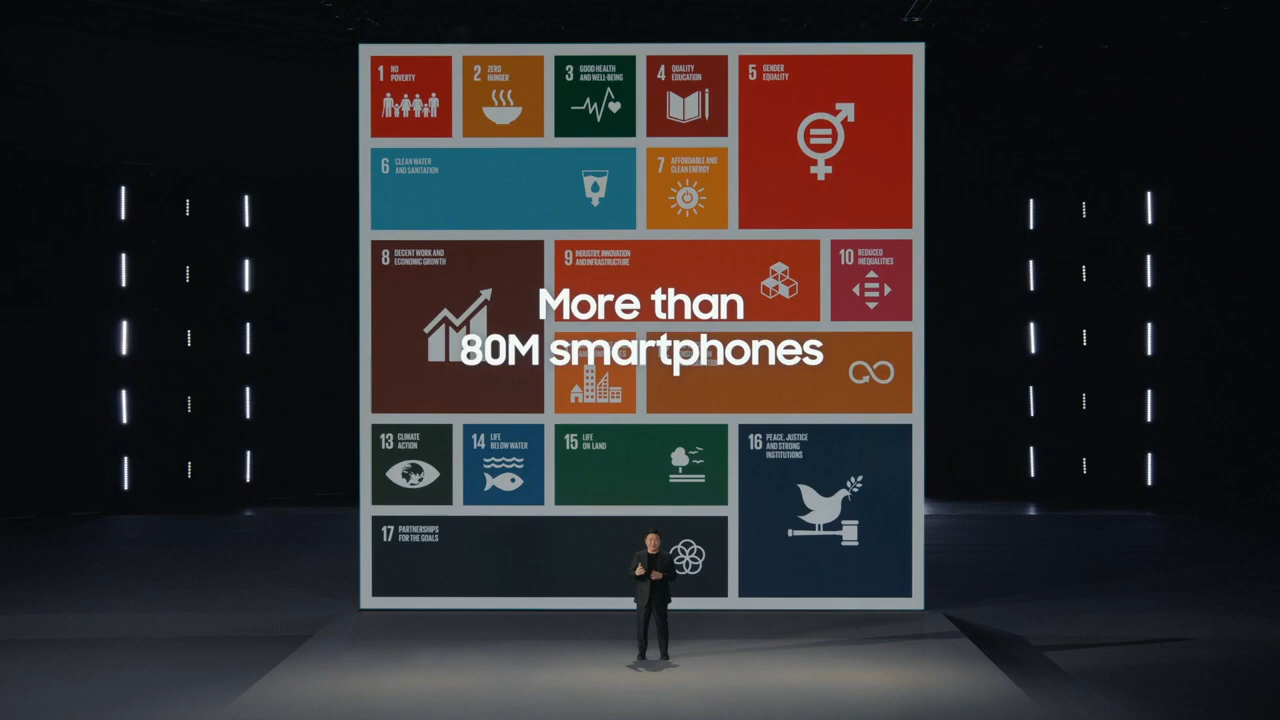 1 NO
POVERTY
2 ZERO
HUNGER
3 GOOD HEALTH
AND WELL-BEING
4 QUALITY
EDUCATION
5 GENDER
EQUALITY
6 CLEAN WATER
AND SANITATION
7 AFFORDABLE AND
CLEAN ENERGY
8 DECENT WORK AND
ECONOMIC GROWTH
9 INDUSTRY, INNOVATION
AND INFRASTRUCTURE
10 REDUCED
INEQUALITIES
More than
80M smartphones
13 CLIMATE
ACTION
14 LIFE
BELOW WATER
15 LIFE
ON LAND
16 PEACE, JUSTICE
AND STRONG
INSTITUTIONS
17 PARTNERSHIPS
FOR THE GOALS